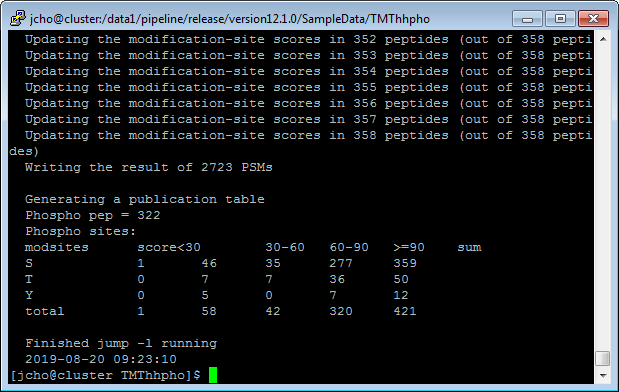 jcho@cluster:/data1/pipeline/release/version12.1.0/SampleData/TMThhpho
Updating the modification-site scores in 352 peptides (out of 358 pepti
Updating the modification-site scores in 353 peptides (out of 358 pepti
Updating the modification-site scores in 354 peptides (out of 358 pepti
Updating the modification-site scores in 355 peptides (out of 358 pepti
Updating the modification-site scores in 356 peptides (out of 358 pepti
Updating the modification-site scores in 357 peptides (out of 358 pepti
Updating the modification-site scores in 358 peptides (out of 358 pepti
des)
Writing the result of 2723 PSMs
Generating a publication table
Phospho pep = 322
Phospho sites:
modsites score<30 30-60 60-90 >=90 sum
S 1 46 35 277 359
T 0 7 7 36 50
Y 0 5 0 7 12
total 1 58 42 320 421
Finished jump -l running
2019-08-20 09:23:10
[jcho@cluster TMThhpho]$